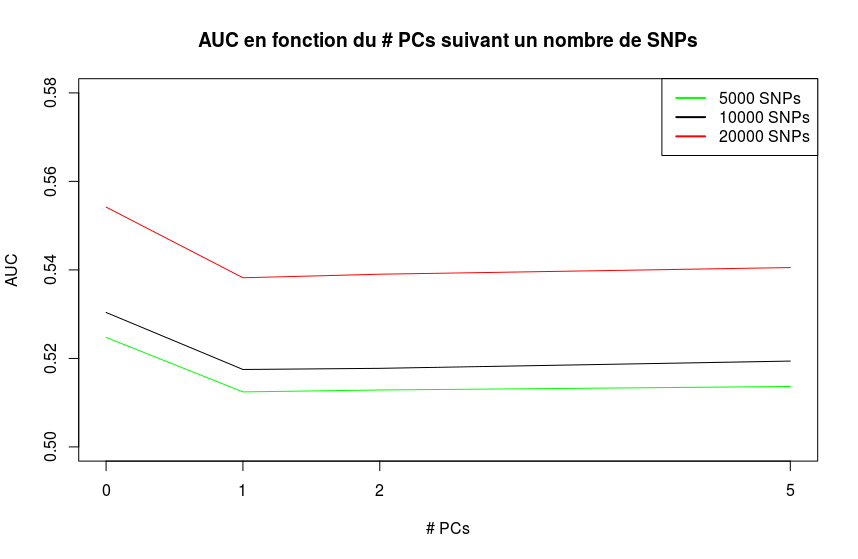 AUC en fonction du # PCs suivant un nombre de SNPs
5000 SNPs
10000 SNPs
20000 SNPs
AUC
0.58
0.56
0.54
0.52
0.50
0 1 2 5
# PCs